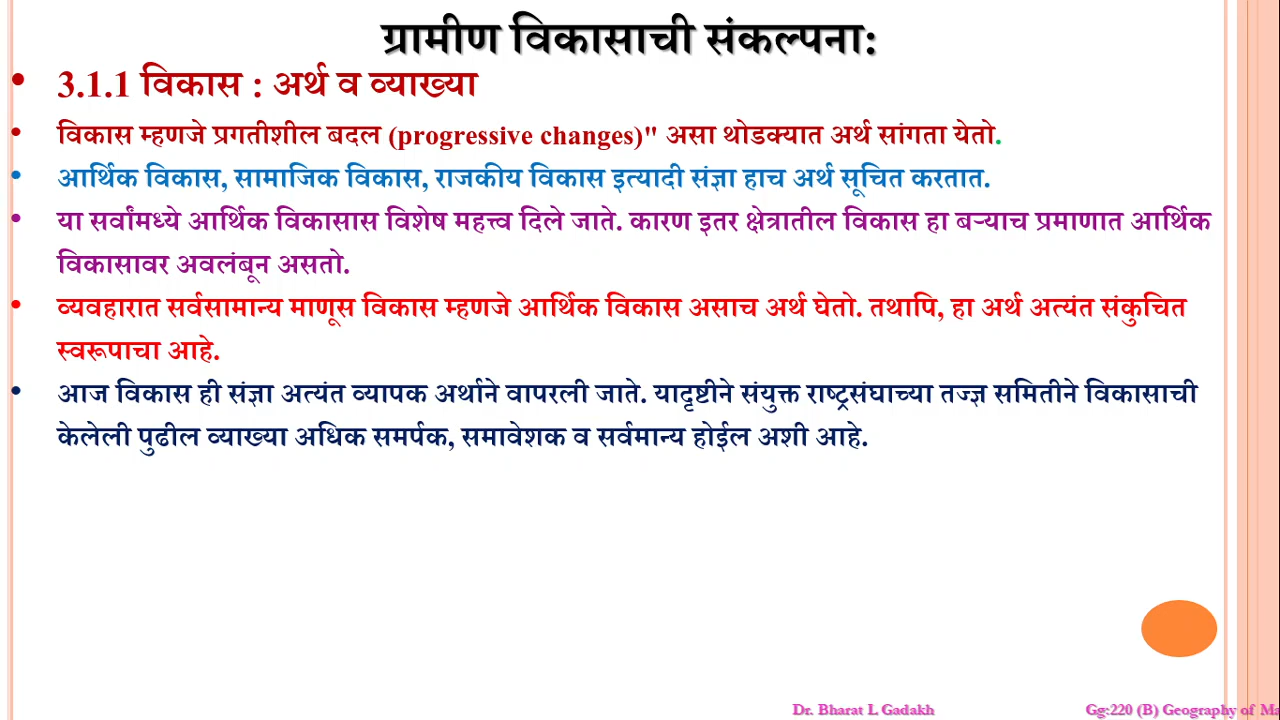 ग्रामीण विकासाची संकल्पना:
• 3.1.1 विकास : अर्थ व व्याख्या
• विकास म्हणजे प्रगतीशील बदल (progressive changes)" असा थोडक्यात अर्थ सांगता येतो.
• आर्थिक विकास, सामाजिक विकास, राजकीय विकास इत्यादी संज्ञा हाच अर्थ सूचित करतात.
• या सर्वांमध्ये आर्थिक विकासास विशेष महत्त्व दिले जाते. कारण इतर क्षेत्रातील विकास हा बऱ्याच प्रमाणात आर्थिक
विकासावर अवलंबून असतो.
• व्यवहारात सर्वसामान्य माणूस विकास म्हणजे आर्थिक विकास असाच अर्थ घेतो. तथापि, हा अर्थ अत्यंत संकुचित
स्वरूपाचा आहे.
• आज विकास ही संज्ञा अत्यंत व्यापक अर्थाने वापरली जाते. यादृष्टीने संयुक्त राष्ट्रसंघाच्या तज्ज्ञ समितीने विकासाची
केलेली पुढील व्याख्या अधिक समर्पक, समावेशक व सर्वमान्य होईल अशी आहे.
Dr. Bharat L Gadakh Gg:220 (B) Geography of Ma